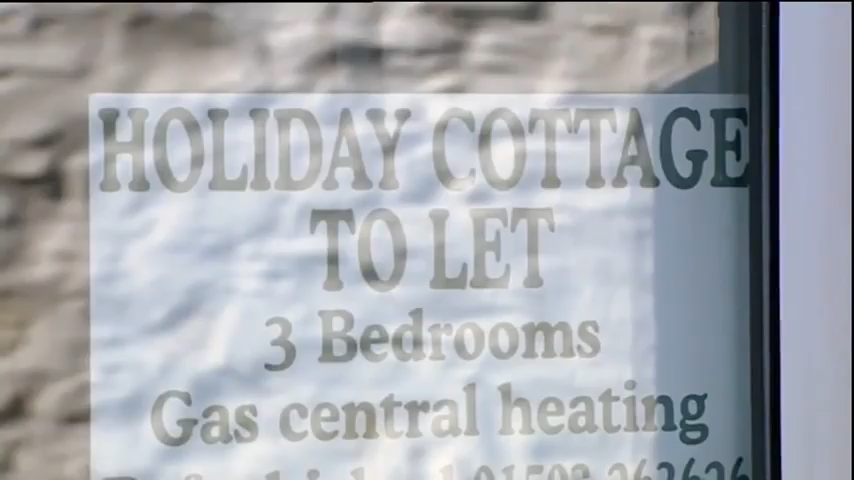 HOLIDAY COTTAGE
TO LET
3 Bedrooms
Gas central heating